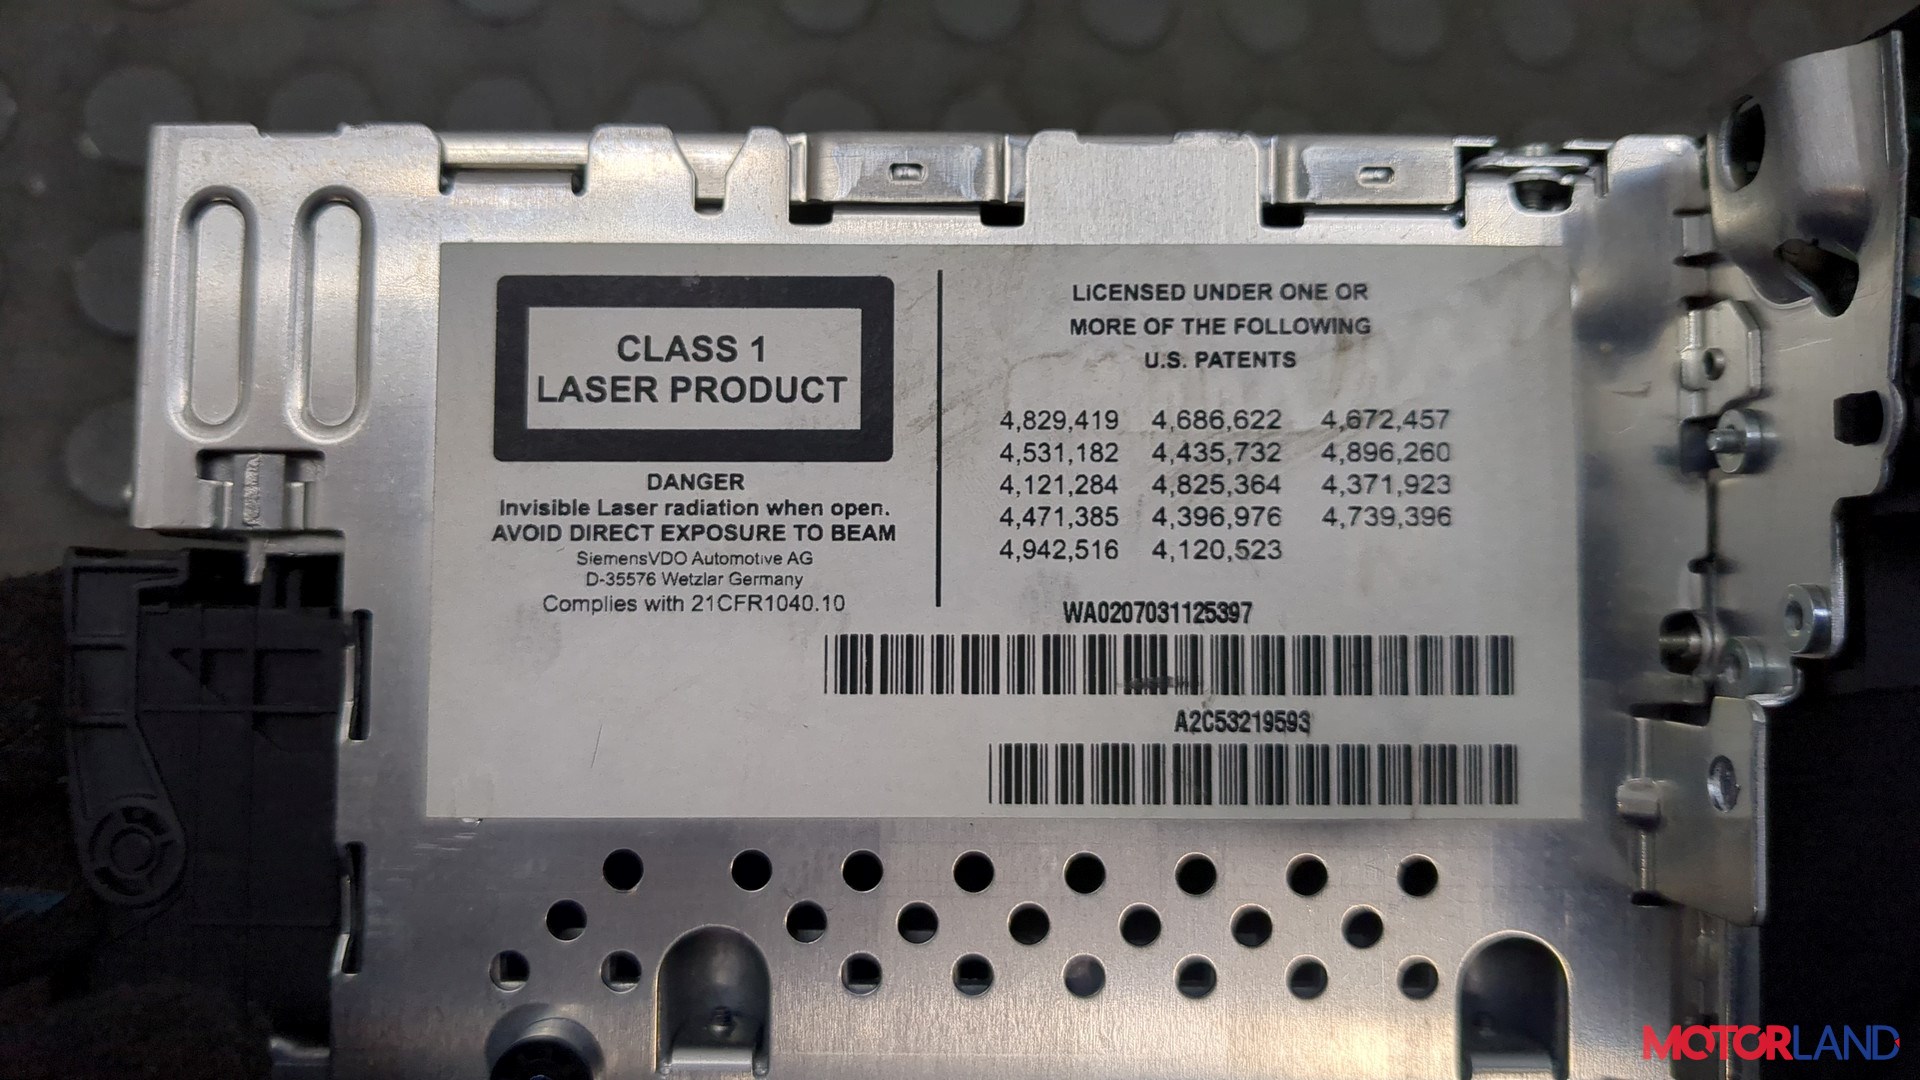 CLASS 1
LASER PRODUCT
DANGER
Invisible Laser radiation when open.
AVOID DIRECT EXPOSURE TO BEAM
SiemensVDO Automotive AG
D-35576 Wetzlar Germany
Complies with 21CFR1040.10
LICENSED UNDER ONE OR
MORE OF THE FOLLOWING
U.S. PATENTS
4,829,419 4,686,622 4,672,457
4,531,182 4,435,732 4,896,260
4,121,284 4,825,364 4,371,923
4,471,385 4,396,976 4,739,396
4,942,516 4,120,523
WA0207031125397
A2C53219593
MOTORLAND